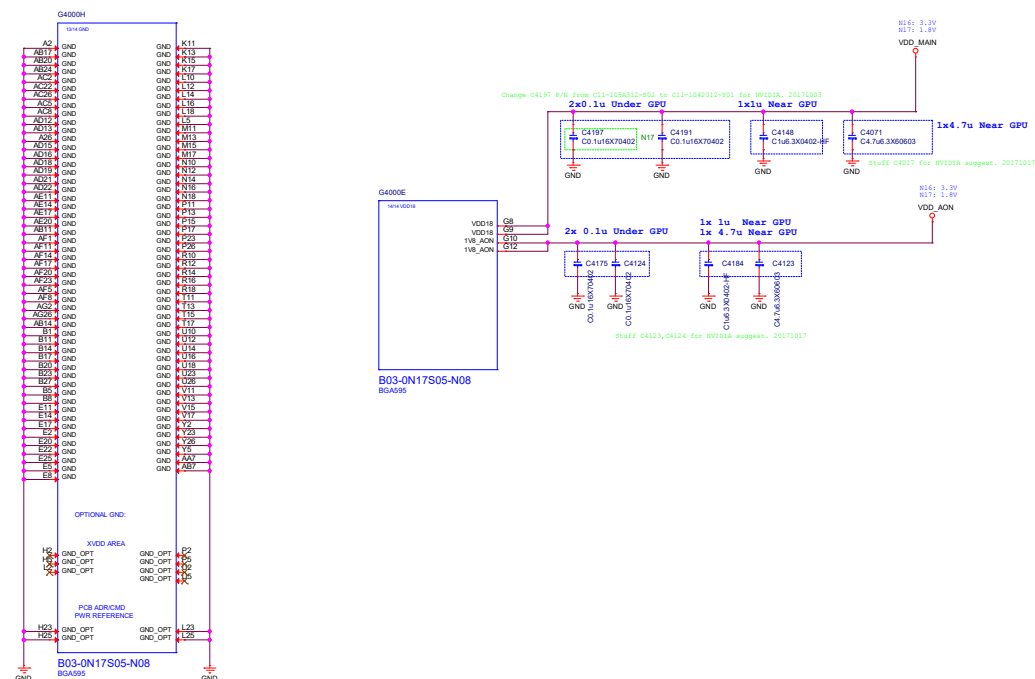 G4000H
13/14 GND
A2 GND GND K11
AB17 GND GND K13
AB20 GND GND K15
AB24 GND GND K17
AC2 GND GND L10
AC22 GND GND L12
AC26 GND GND L14
AC5 GND GND L16
AC8 GND GND L18
AD12 GND GND L5
AD13 GND GND M11
A26 GND GND M13
AD15 GND GND M15
AD16 GND GND M17
AD18 GND GND N10
AD19 GND GND N12
AD21 GND GND N14
AD22 GND GND N16
AE11 GND GND N18
AE14 GND GND P11
AE17 GND GND P13
AE20 GND GND P15
AB11 GND GND P17
AF1 GND GND P23
AF11 GND GND P26
AF14 GND GND R10
AF17 GND GND R12
AF20 GND GND R14
AF23 GND GND R16
AF5 GND GND R18
AF8 GND GND T11
AG2 GND GND T13
AG26 GND GND T15
AB14 GND GND T17
B1 GND GND U10
B11 GND GND U12
B14 GND GND U14
B17 GND GND U16
B20 GND GND U18
B23 GND GND U23
B27 GND GND U26
B5 GND GND V11
B8 GND GND V13
E11 GND GND V15
E14 GND GND V17
E17 GND GND Y2
E2 GND GND Y23
E20 GND GND Y26
E22 GND GND Y5
E25 GND GND AA7
E5 GND GND AB7
E8 GND
OPTIONAL GND:
XVDD AREA
H2 GND_OPT GND_OPT P2
GND_OPT GND_OPT
L2 GND_OPT GND_OPT
GND_OPT U5
PCB ADR/CMD
PWR REFERENCE
H23 GND_OPT GND_OPT L23
H25 GND_OPT GND_OPT L25
B03-0N17S05-N08
BGA595
GND
GND
N16: 3.3V
N17: 1.8V
VDD_MAIN
Change C4197 P/N from C11-105A312-Y02 to C11-1042012-Y01 for NVIDIA, 20171003
2x0.1u Under GPU
1x1u Near GPU
1x4.7u Near GPU
C4197
C0.1u16X70402
N17
C4191
C0.1u16X70402
C4148
C1u6.3X0402-HF
C4071
C4.7u6.3X60603
GND
GND
GND
GND
Stuff C4017 for NVIDIA suggest. 20171017
G4000E
14/14 VDD18
VDD18 G8
VDD18 G9
1V8_AON G10
1V8_AON G12
B03-0N17S05-N08
BGA595
N16: 3.3V
N17: 1.8V
VDD_AON
2x 0.1u Under GPU
1x 1u Near GPU
1x 4.7u Near GPU
C4175
C0.1u16X70402
C4124
C0.1u16X70402
C4184
C1u6.3X0402-HF
C4123
C4.7u6.3X60603
GND
GND
GND
GND
Stuff C4123,C4124 for NVIDIA suggest. 20171017